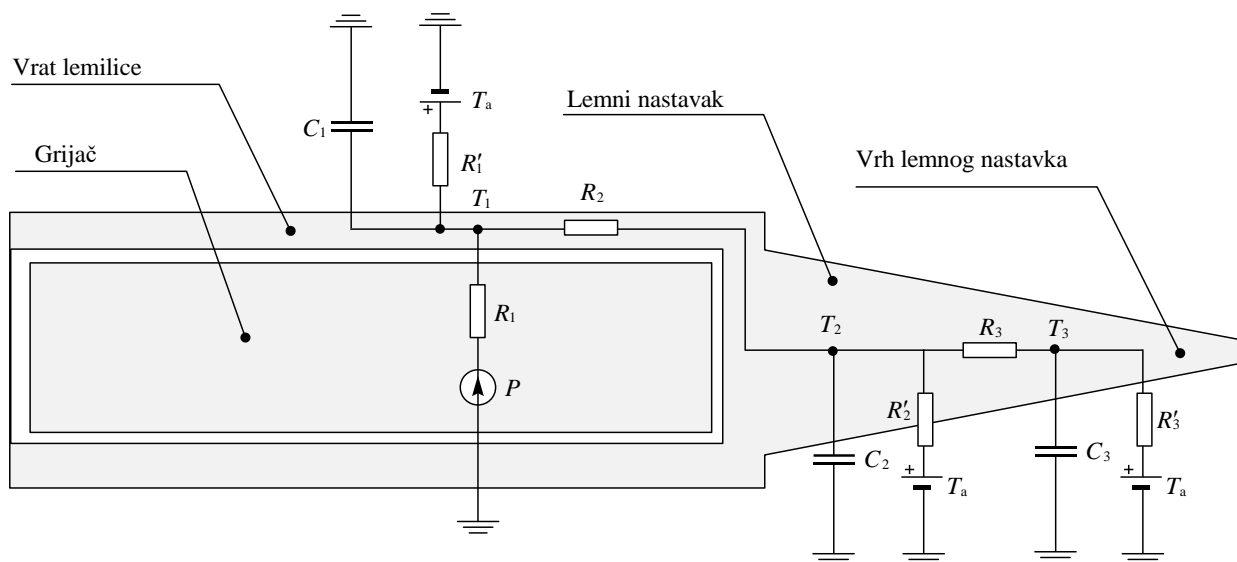 Vrat lemilice
Grijač
C1
+
Ta
R′1
T1
R2
Lemni nastavak
Vrh lemnog nastavka
R1
P
T2
R3
T3
R′2
C2
+
Ta
C3
R′3
+
Ta